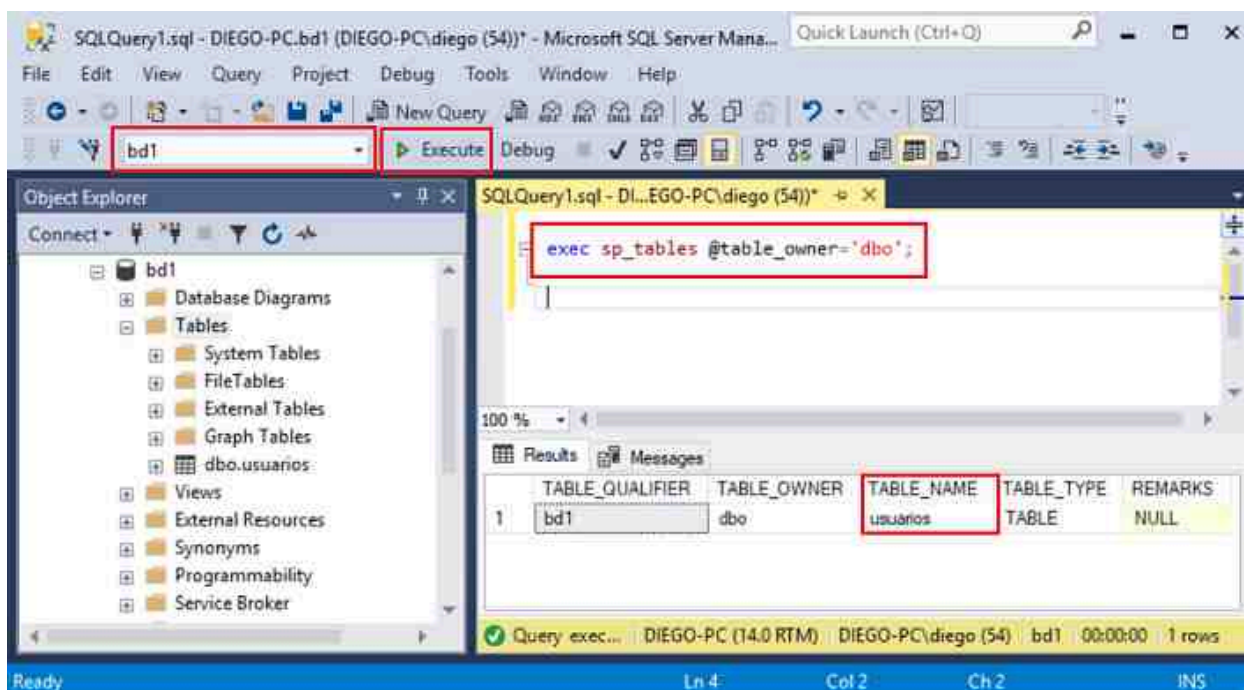 SQLQuery1.sql - DIEGO-PC.bd1 (DIEGO-PC\diego (54))* - Microsoft SQL Server Mana...
Quick Launch (Ctrl+Q)
File Edit View Query Project Debug Tools Window Help
New Query
bd1
Execute Debug
Object Explorer
SQLQuery1.sql - DI...EGO-PC\diego (54))*
Connect
exec sp_tables @table_owner='dbo';
bd1
Database Diagrams
Tables
System Tables
FileTables
External Tables
Graph Tables
dbo.usuarios
Views
External Resources
Synonyms
Programmability
Service Broker
100 %
Results Messages
TABLE_QUALIFIER TABLE_OWNER TABLE_NAME TABLE_TYPE REMARKS
1 bd1 dbo usuarios TABLE NULL
Query exec... DIEGO-PC (14.0 RTM) DIEGO-PC\diego (54) bd1 00:00:00 1 rows
Ready Ln 4 Col 2 Ch 2 INS